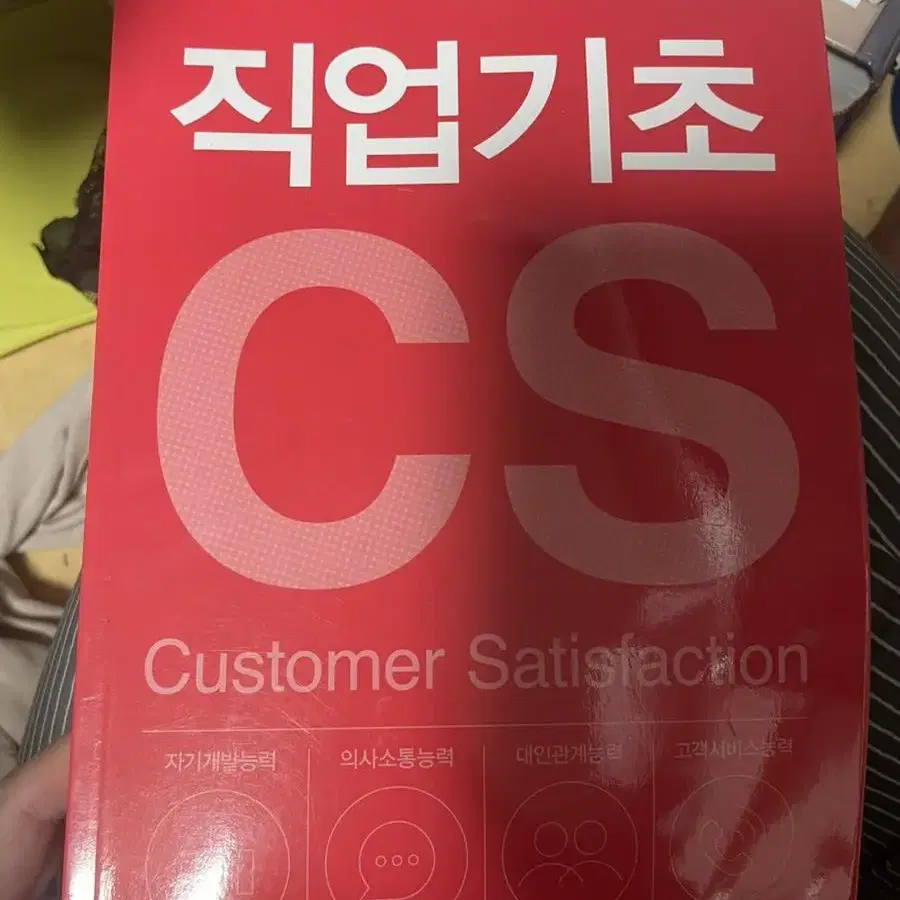 직업기초
CS
Customer Satisfaction
자기개발능력 의사소통능력 대인관계능력 고객서비스능력